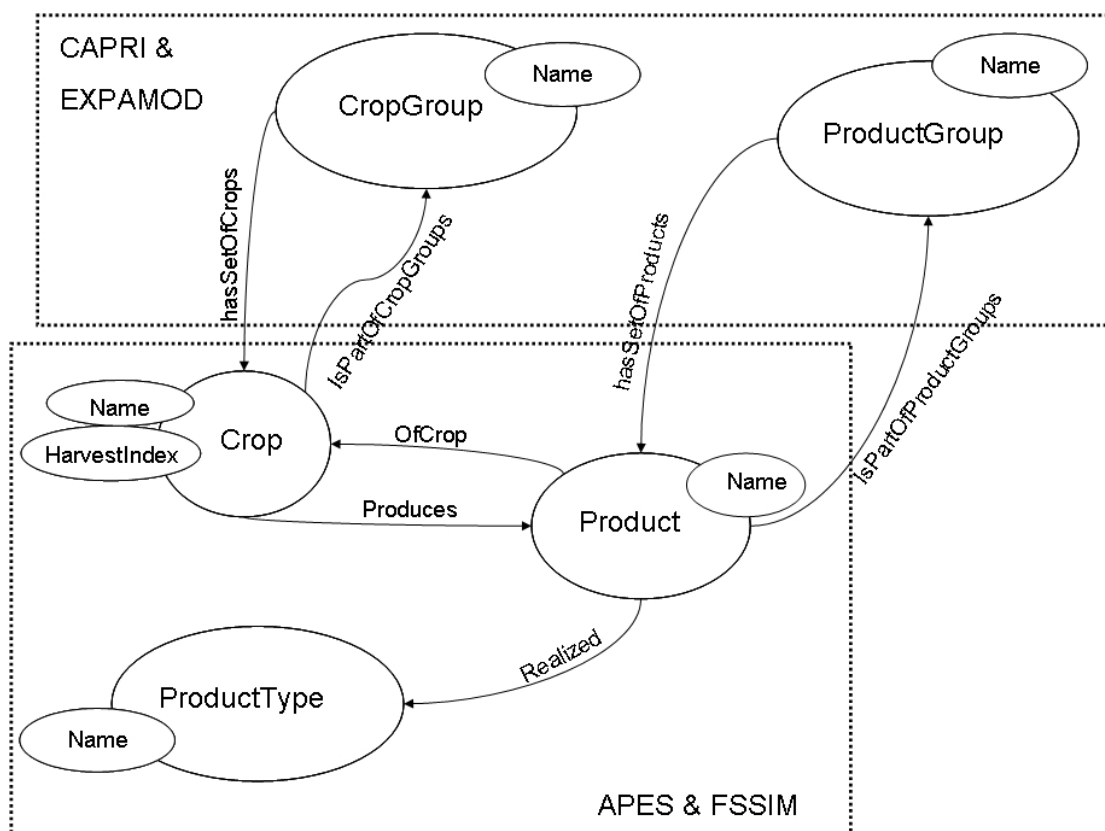 CAPRI &
EXPAMOD
Name
CropGroup
Name
ProductGroup
hasSetOfCrops
IsPartOfCropGroups
hasSetOfProducts
IsPartOfProductGroups
Name
HarvestIndex
Crop
OfCrop
Produces
Name
Product
Realized
ProductType
Name
APES & FSSIM